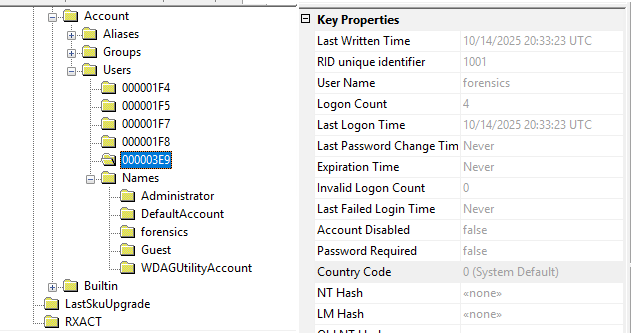 Account
Aliases
Groups
Users
000001F4
000001F5
000001F7
000001F8
000003E9
Names
Administrator
DefaultAccount
forensics
Guest
WDAGUtilityAccount
Builtin
LastSkuUpgrade
RXACT
Key Properties
Last Written Time 10/14/2025 20:33:23 UTC
RID unique identifier 1001
User Name forensics
Logon Count 4
Last Logon Time 10/14/2025 20:33:23 UTC
Last Password Change Tim Never
Expiration Time Never
Invalid Logon Count 0
Last Failed Login Time Never
Account Disabled false
Password Required false
Country Code 0 (System Default)
NT Hash «none»
LM Hash «none»